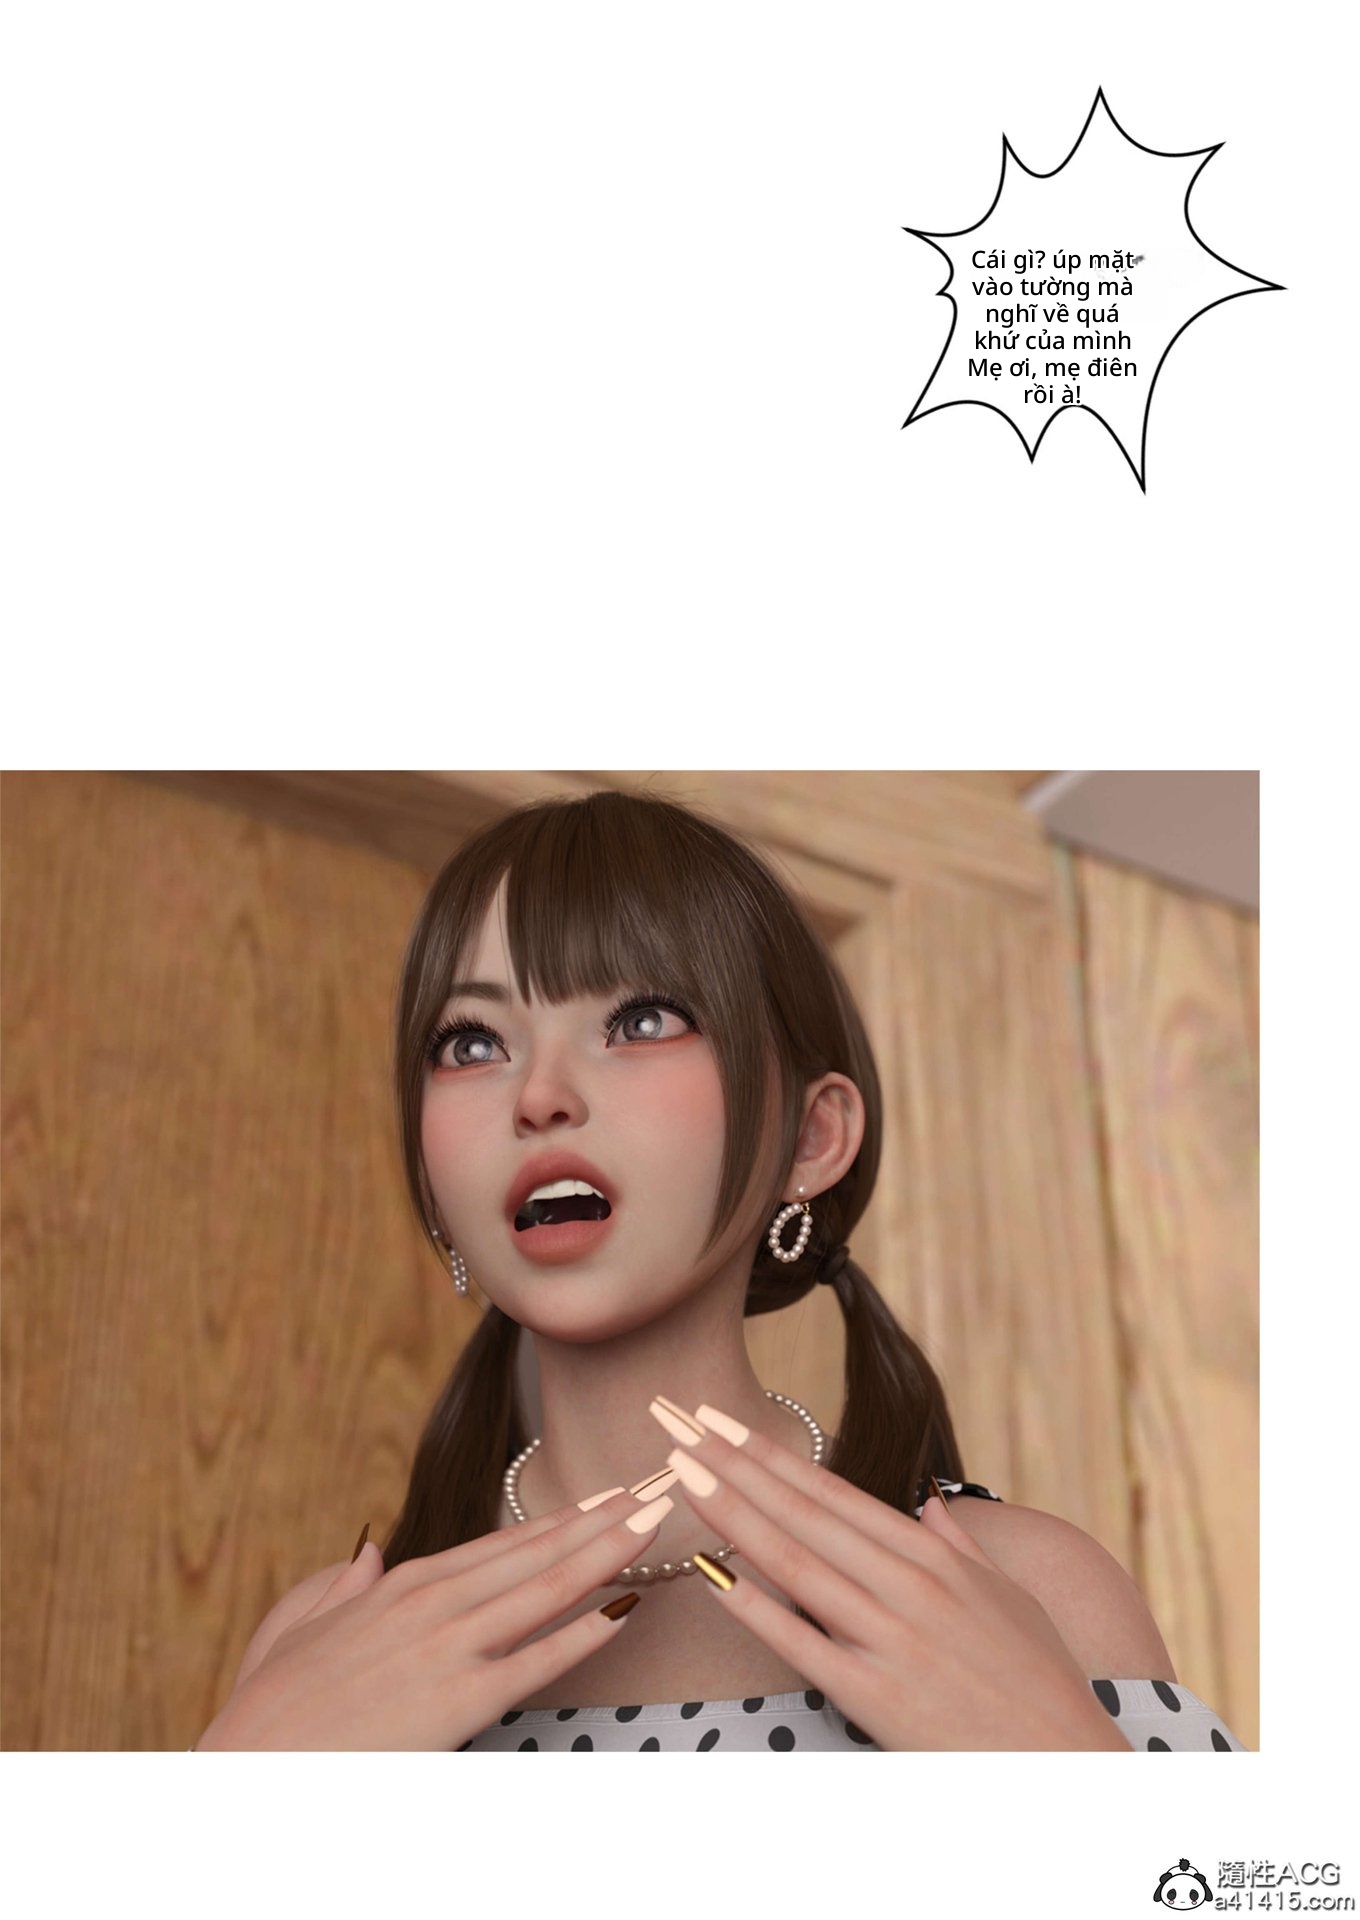 Cái gì? úp mặt
vào tường mà
nghĩ về quá
khứ của mình
Mẹ ơi, mẹ điên
rồi à!
隨性ACG
a41415.com